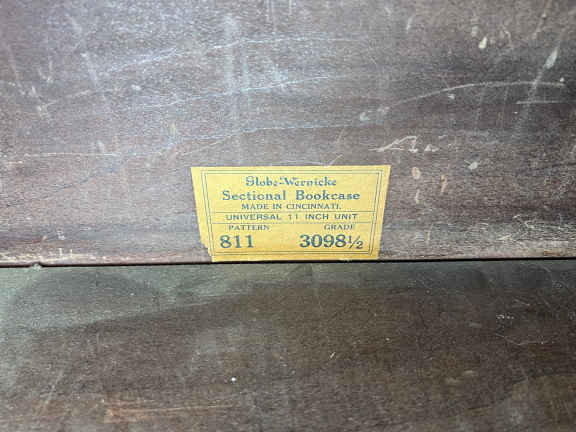 Globe-Wernicke
Sectional Bookcase
MADE IN CINCINNATI.
UNIVERSAL 11 INCH UNIT
PATTERN GRADE
811 3098½